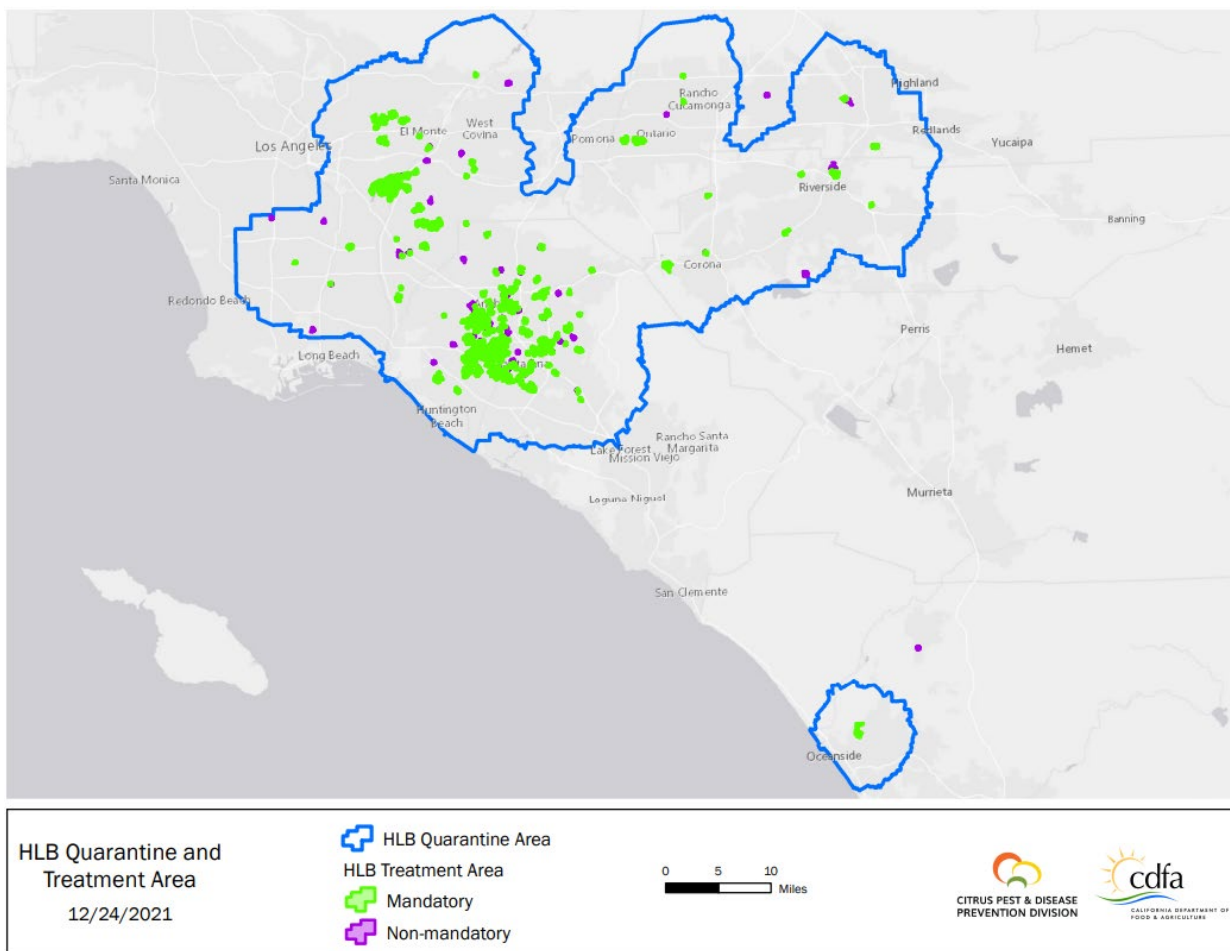 Highland
Rancho
Cucamonga
West
Covina
El Monte
Redlands
Pomona
Ontario
Los Angeles
Yucaipa
Santa Monica
Riverside
Banning
Corona
Redondo Beach
Perris
Hemet
Long Beach
Huntington
Beach
Rancho Santa
Margarita
Lake Forest
Mission Viejo
Murrieta
Laguna Niguel
San Clemente
Oceanside
HLB Quarantine and
Treatment Area
12/24/2021
HLB Quarantine Area
HLB Treatment Area
Mandatory
Non-mandatory
0 5 10
Miles
CITRUS PEST & DISEASE
PREVENTION DIVISION
cdfa
CALIFORNIA DEPARTMENT OF
FOOD & AGRICULTURE